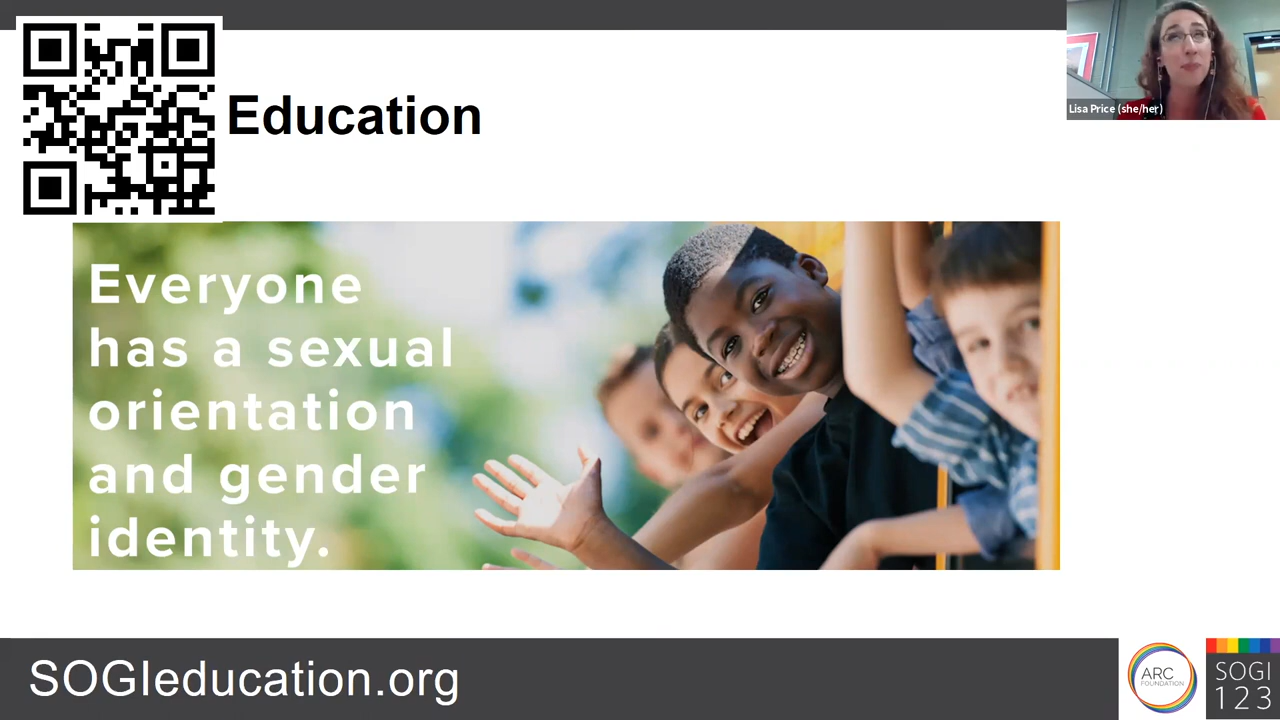 Education
Lisa Price (she/her)
Everyone
has a sexual
orientation
and gender
identity.
SOGIeducation.org
ARC
FOUNDATION
SOGI
123